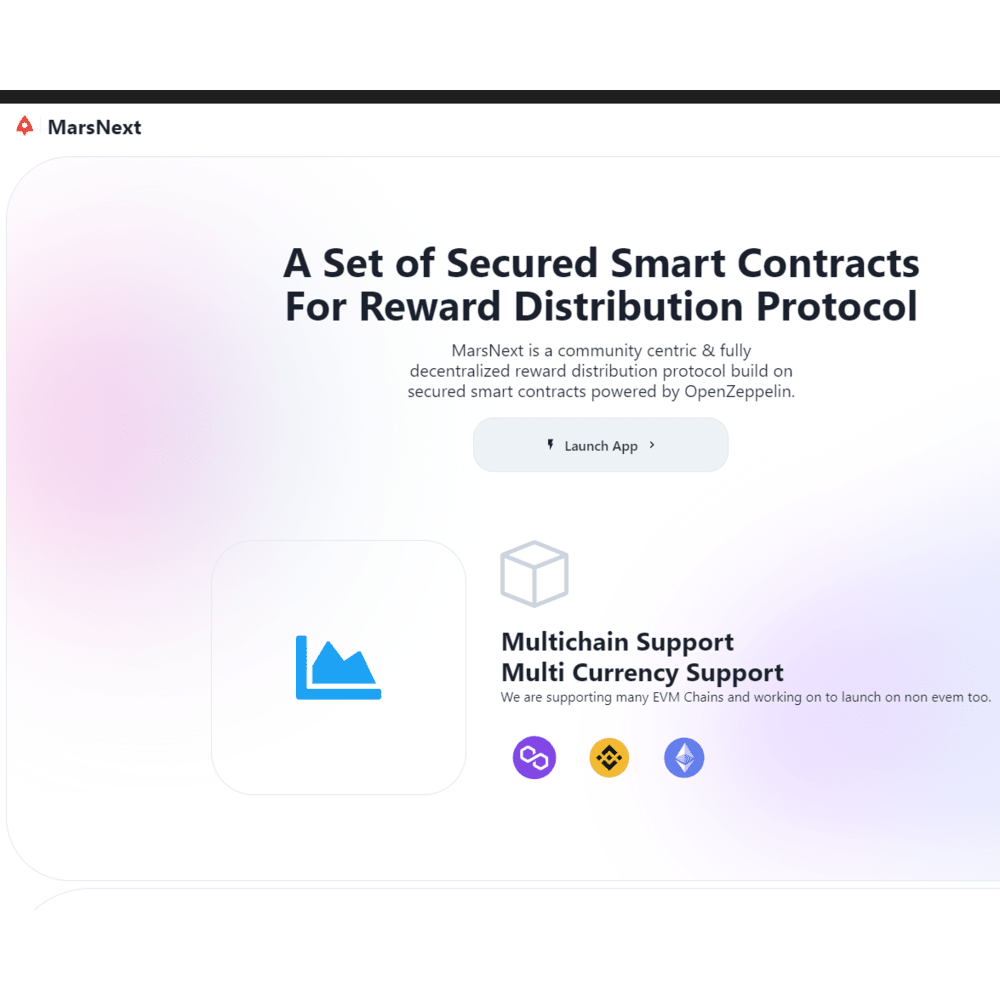 MarsNext
A Set of Secured Smart Contracts
For Reward Distribution Protocol
MarsNext is a community centric & fully
decentralized reward distribution protocol build on
secured smart contracts powered by OpenZeppelin.
Launch App
Multichain Support
Multi Currency Support
We are supporting many EVM Chains and working on to launch on non evem too.